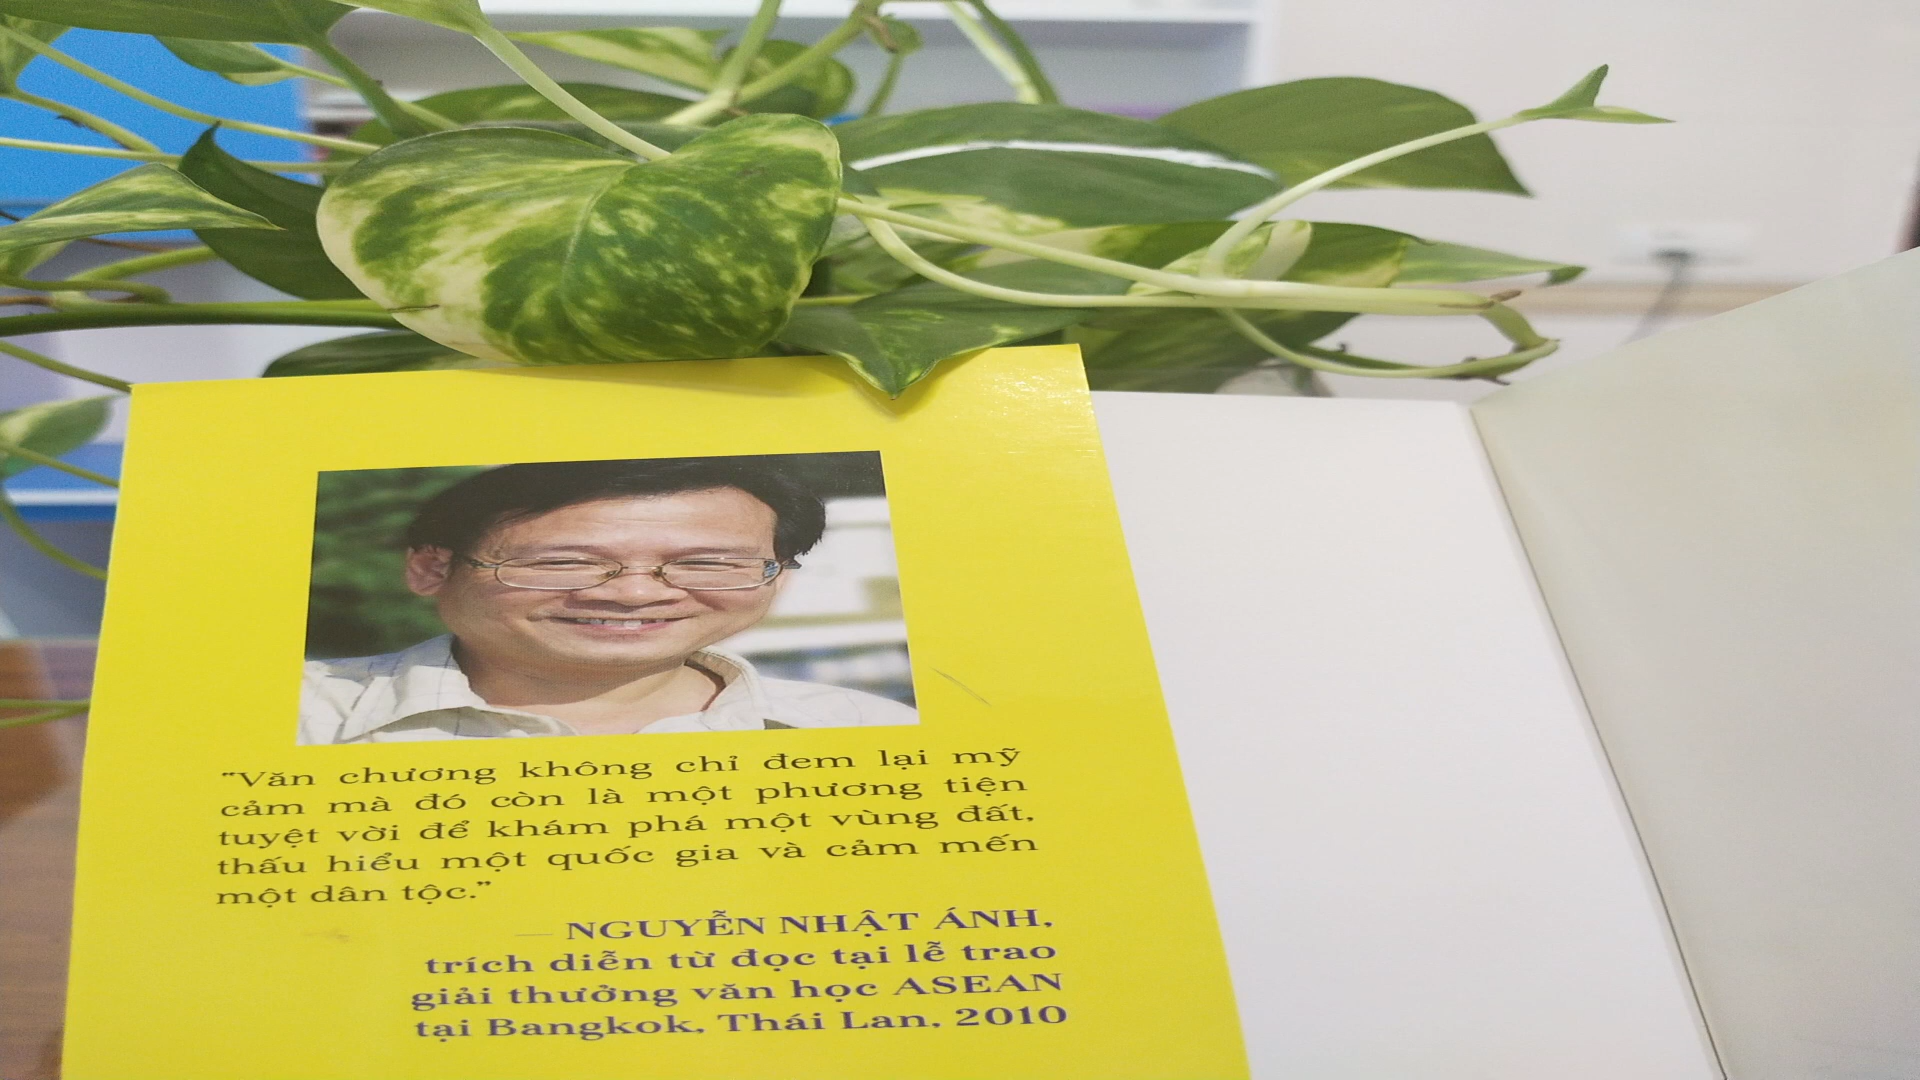 “Văn chương không chỉ đem lại mỹ
cảm mà đó còn là một phương tiện
tuyệt vời để khám phá một vùng đất,
thấu hiểu một quốc gia và cảm mến
một dân tộc.”
— NGUYỄN NHẬT ÁNH,
trích diễn từ đọc tại lễ trao
giải thưởng văn học ASEAN
tại Bangkok, Thái Lan, 2010